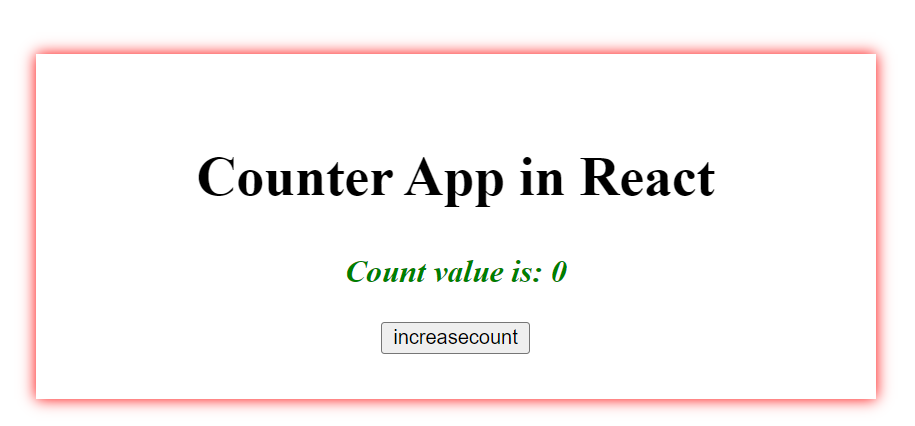 Counter App in React
Count value is: 0
increasecount